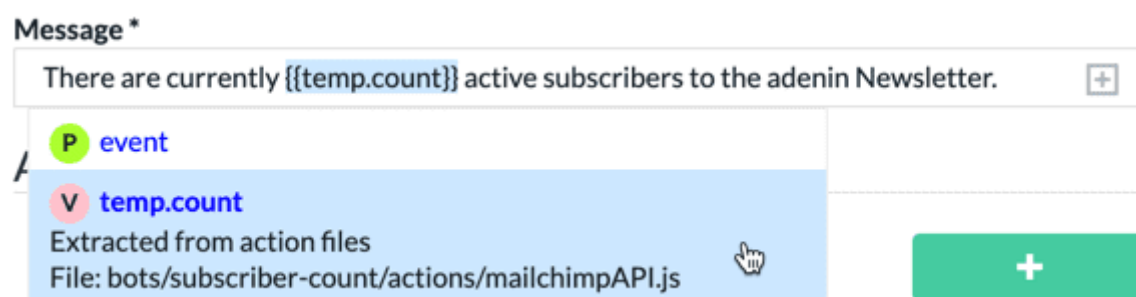 Message *
There are currently {{temp.count}} active subscribers to the adenin Newsletter.
P event
V temp.count
Extracted from action files
File: bots/subscriber-count/actions/mailchimpAPI.js
+